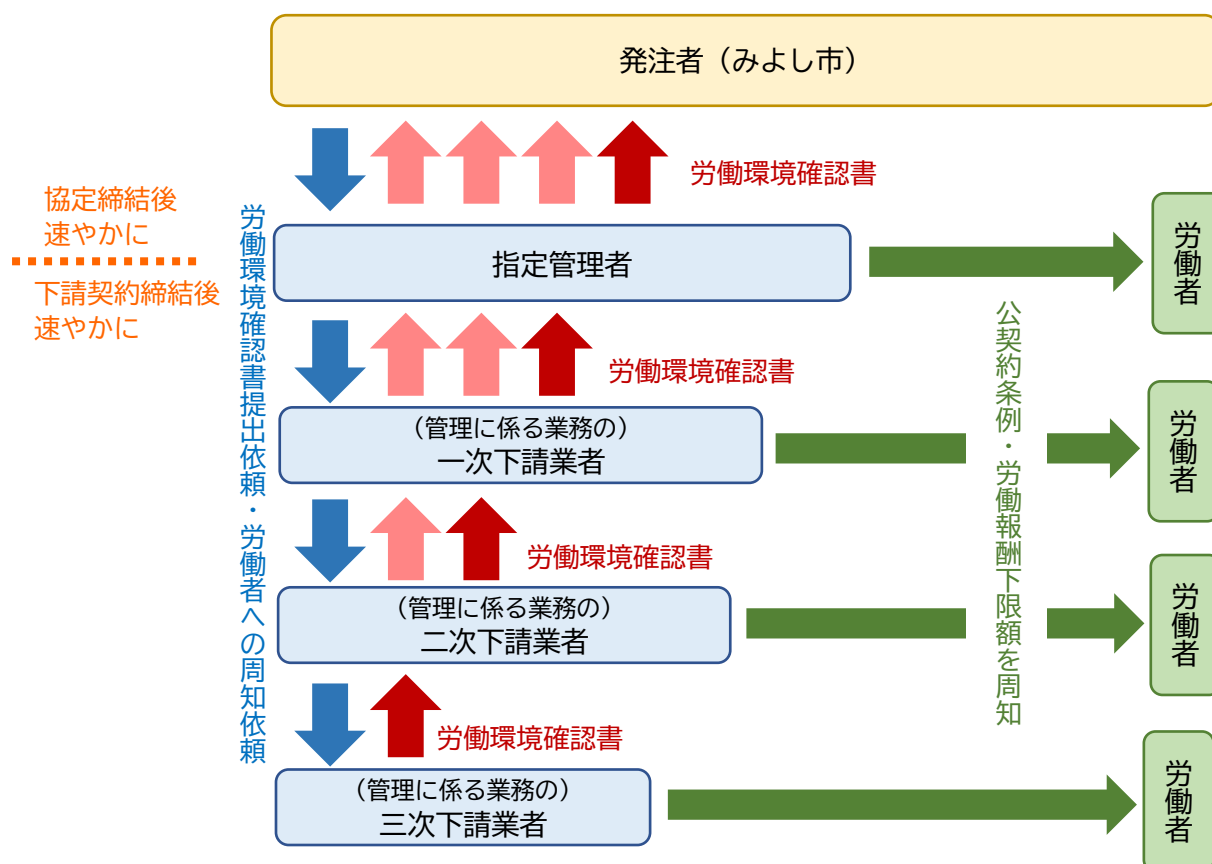 発注者（みよし市）
労働環境確認書
協定締結後
速やかに
下請契約締結後
速やかに
労働環境確認書提出依頼・労働者への周知依頼
指定管理者
労働者
公契約条例・労働報酬下限額を周知
労働環境確認書
（管理に係る業務の）
一次下請業者
労働者
労働環境確認書
（管理に係る業務の）
二次下請業者
労働者
労働環境確認書
（管理に係る業務の）
三次下請業者
労働者